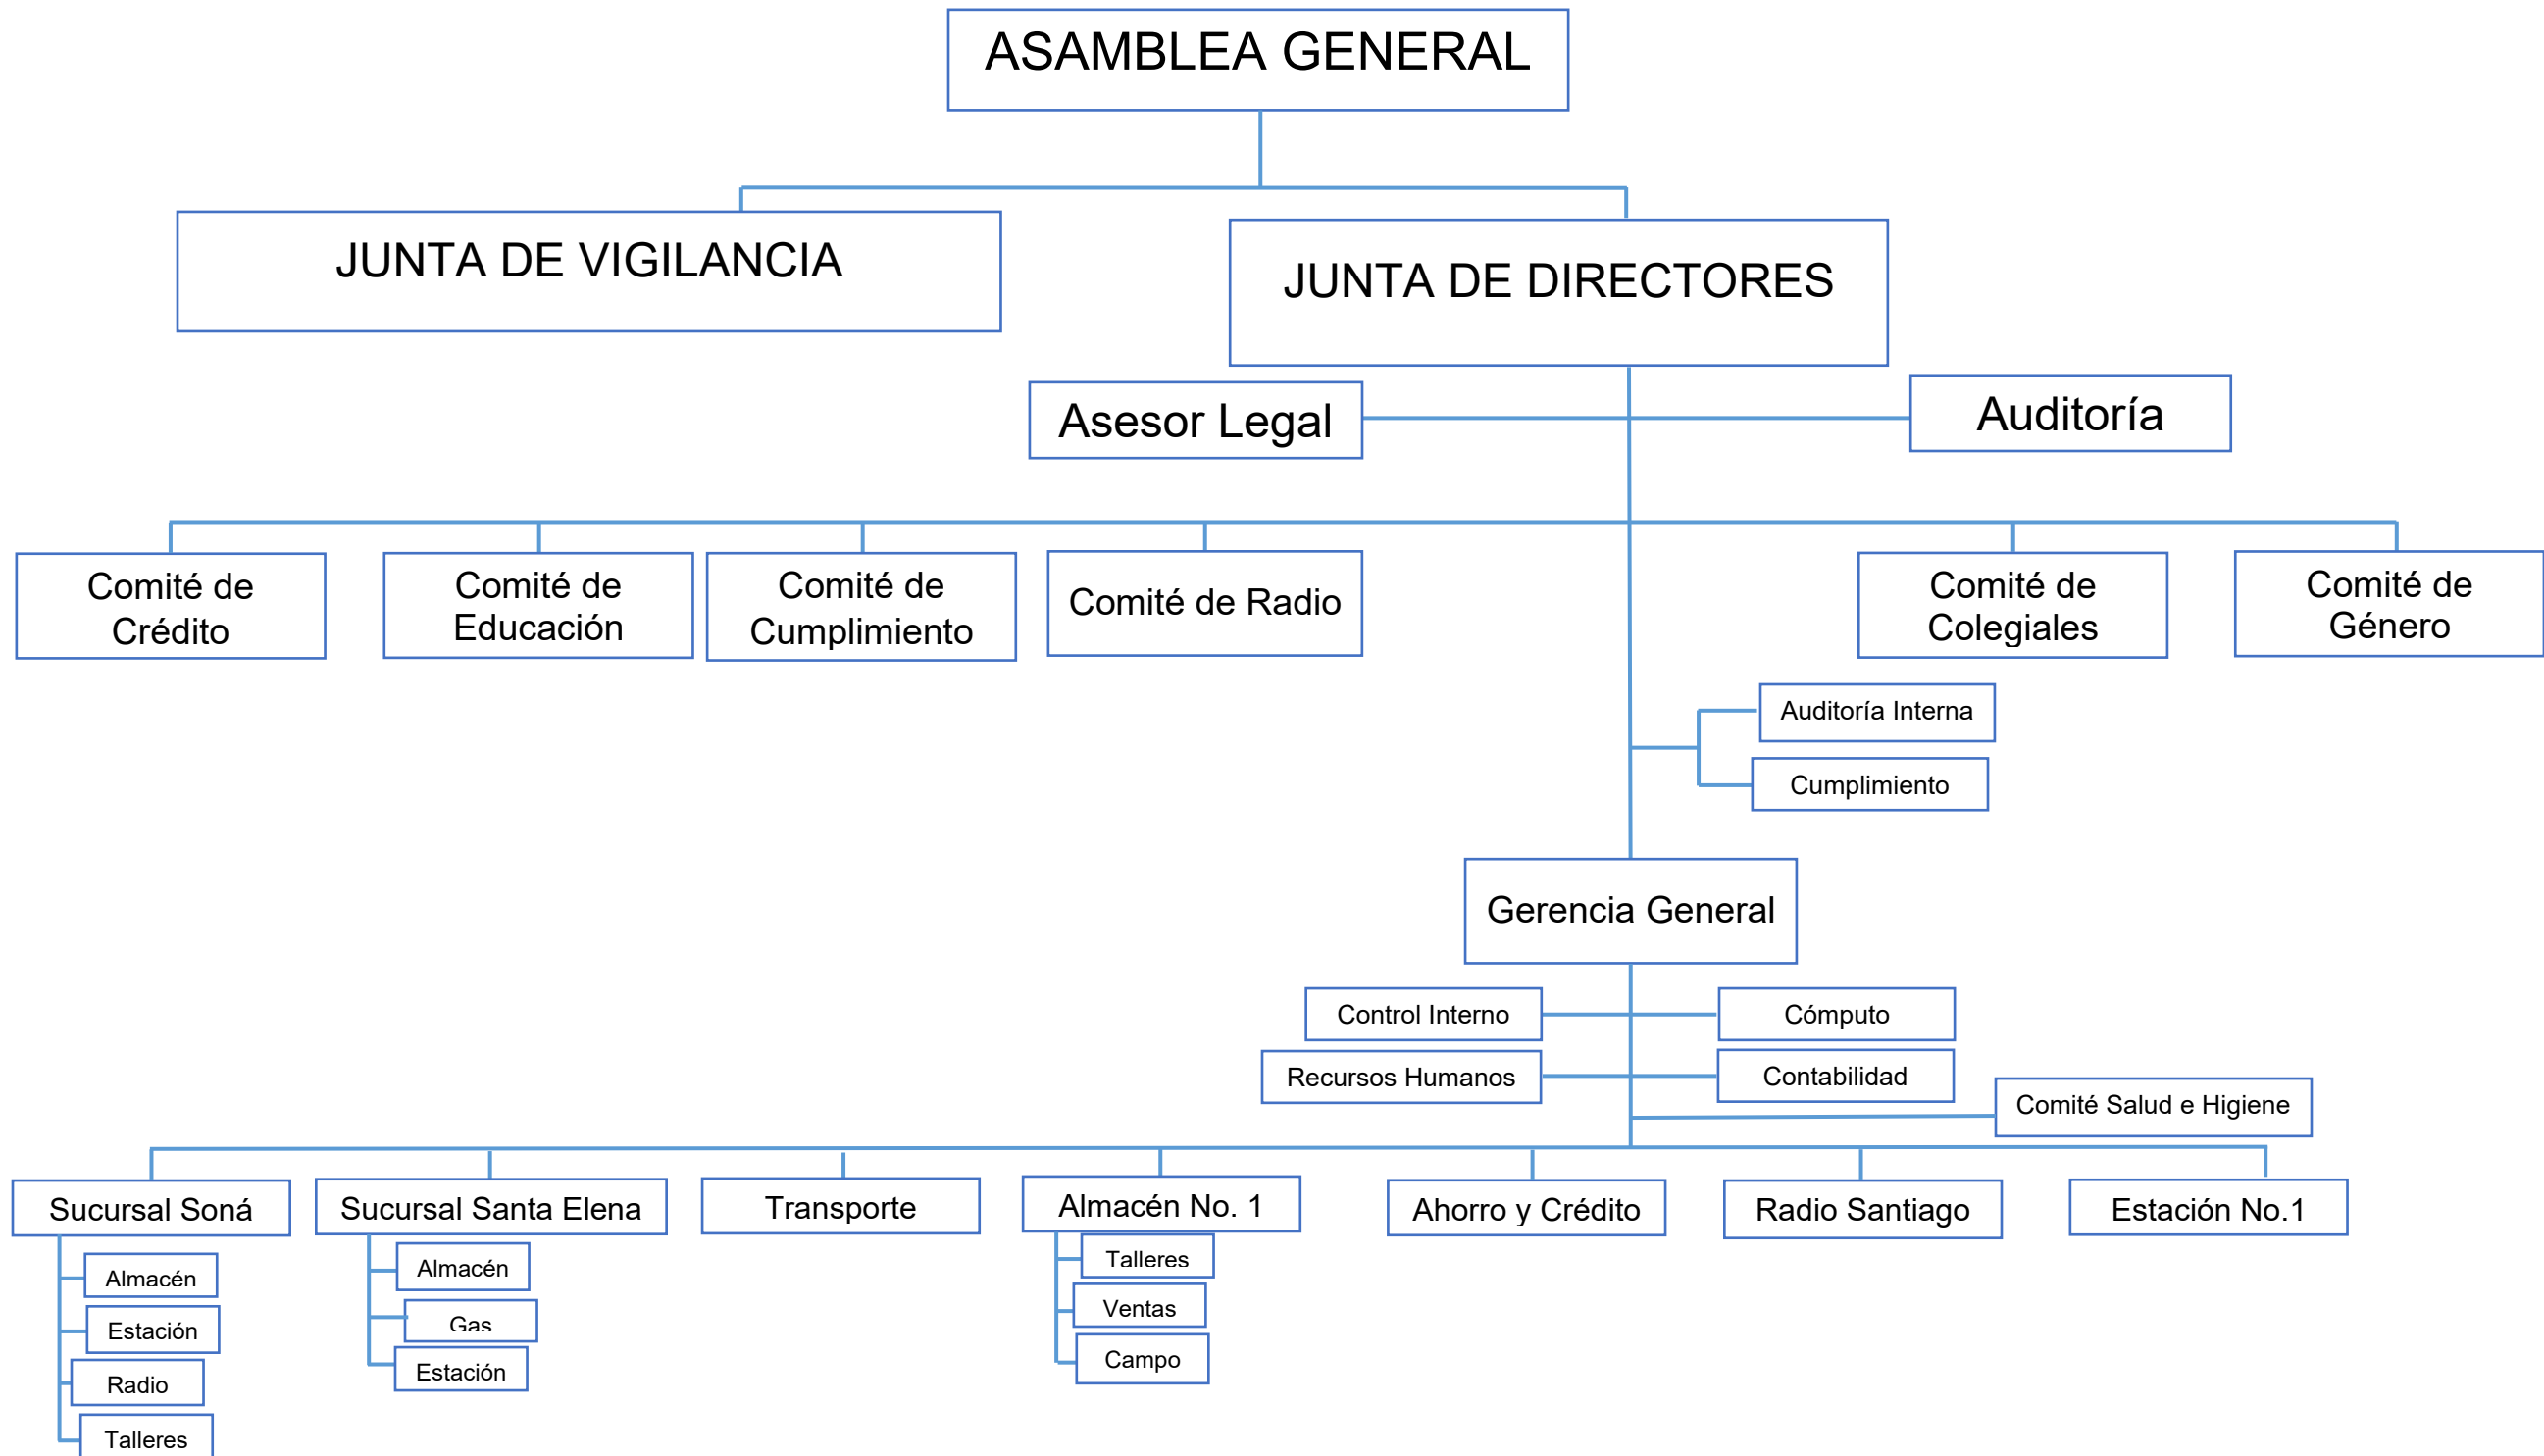 ASAMBLEA GENERAL
JUNTA DE VIGILANCIA
JUNTA DE DIRECTORES
Asesor Legal
Auditoría
Comité de
Crédito
Comité de
Educación
Comité de
Cumplimiento
Comité de Radio
Comité de
Colegiales
Comité de
Género
Auditoría Interna
Cumplimiento
Gerencia General
Control Interno
Cómputo
Recursos Humanos
Contabilidad
Comité Salud e Higiene
Sucursal Soná
Sucursal Santa Elena
Transporte
Almacén No. 1
Ahorro y Crédito
Radio Santiago
Estación No.1
Almacén
Estación
Radio
Talleres
Almacén
Gas
Estación
Talleres
Ventas
Campo